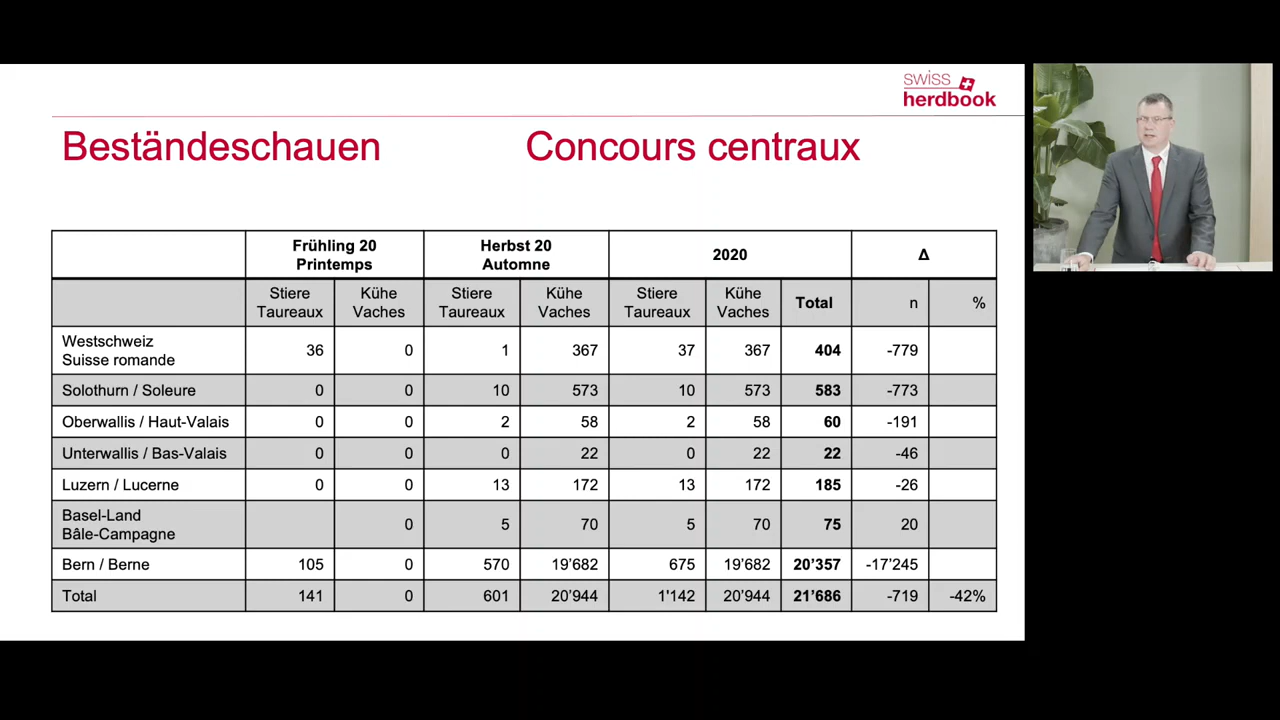 swiss
herdbook
Beständeschauen Concours centraux
Frühling 20 Herbst 20 2020 Δ
Printemps Automne
Stiere Kühe Stiere Kühe Stiere Kühe Total n %
Taureaux Vaches Taureaux Vaches Taureaux Vaches
Westschweiz
Suisse romande 36 0 1 367 37 367 404 -779
Solothurn / Soleure 0 0 10 573 10 573 583 -773
Oberwallis / Haut-Valais 0 0 2 58 2 58 60 -191
Unterwallis / Bas-Valais 0 0 0 22 0 22 22 -46
Luzern / Lucerne 0 0 13 172 13 172 185 -26
Basel-Land
Bâle-Campagne 0 5 70 5 70 75 20
Bern / Berne 105 570 19’682 675 19’682 20’357 -17’245
Total 141 0 601 20’944 1'142 20’944 21’686 -719 -42%